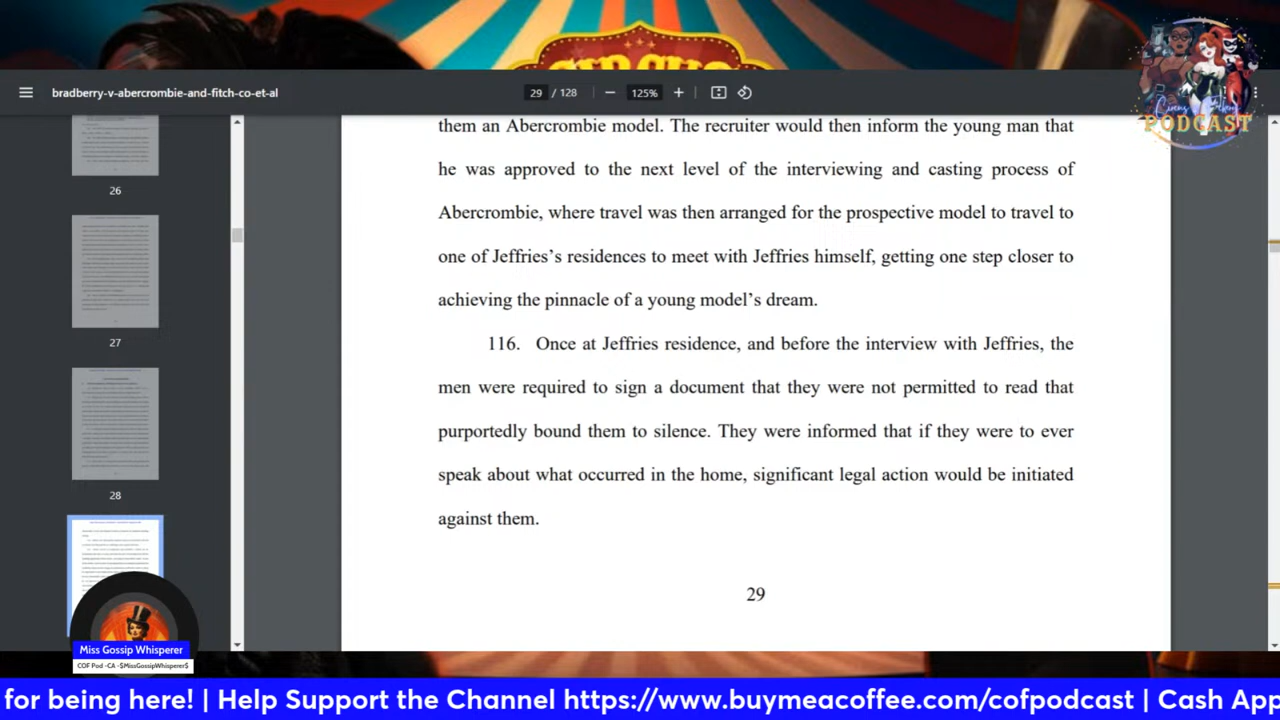 CIRCUS
bradberry-v-abercrombie-and-fitch-co-et-al
29 / 128
125%
PODCAST
them an Abercrombie model. The recruiter would then inform the young man that
he was approved to the next level of the interviewing and casting process of
Abercrombie, where travel was then arranged for the prospective model to travel to
one of Jeffries’s residences to meet with Jeffries himself, getting one step closer to
achieving the pinnacle of a young model’s dream.
116. Once at Jeffries residence, and before the interview with Jeffries, the
men were required to sign a document that they were not permitted to read that
purportedly bound them to silence. They were informed that if they were to ever
speak about what occurred in the home, significant legal action would be initiated
against them.
29
26
27
28
Miss Gossip Whisperer
COF Pod -CA -$MissGossipWhisperer$
for being here! | Help Support the Channel https://www.buymeacoffee.com/cofpodcast | Cash App